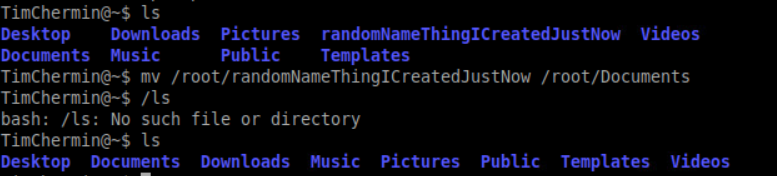 TimChermin@~$ ls
Desktop    Downloads  Pictures  randomNameThingICreatedJustNow  Videos
Documents  Music      Public    Templates
TimChermin@~$ mv /root/randomNameThingICreatedJustNow /root/Documents
TimChermin@~$ /ls
bash: /ls: No such file or directory
TimChermin@~$ ls
Desktop  Documents  Downloads  Music  Pictures  Public  Templates  Videos